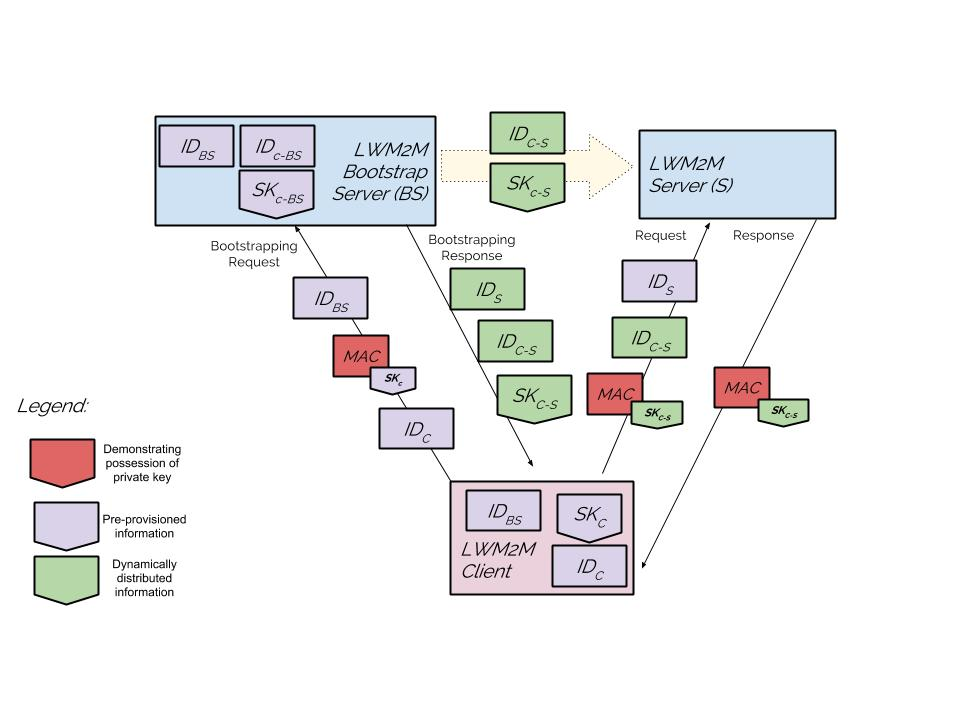 ID_BS
ID_c-BS
SK_c-BS
LWM2M
Bootstrap
Server (BS)
ID_C-S
SK_c-S
LWM2M
Server (S)
Bootstrapping
Request
Bootstrapping
Response
Request
Response
ID_BS
MAC
SK_c
ID_C
ID_S
ID_C-S
SK_C-S
ID_S
ID_C-S
MAC
SK_C-S
MAC
SK_C-S
ID_BS
SK_C
LWM2M
Client
ID_C
Legend:
Demonstrating
possession of
private key
Pre-provisioned
information
Dynamically
distributed
information